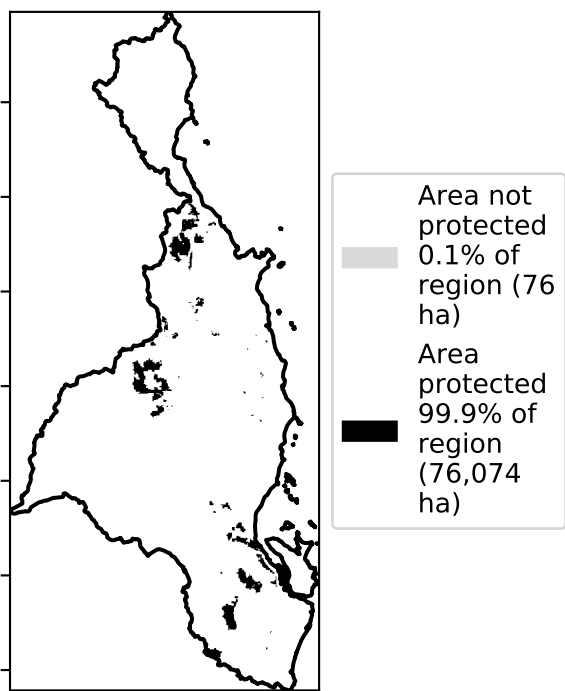 Area not
protected
0.1% of
region (76
ha)
Area
protected
99.9% of
region
(76,074
ha)